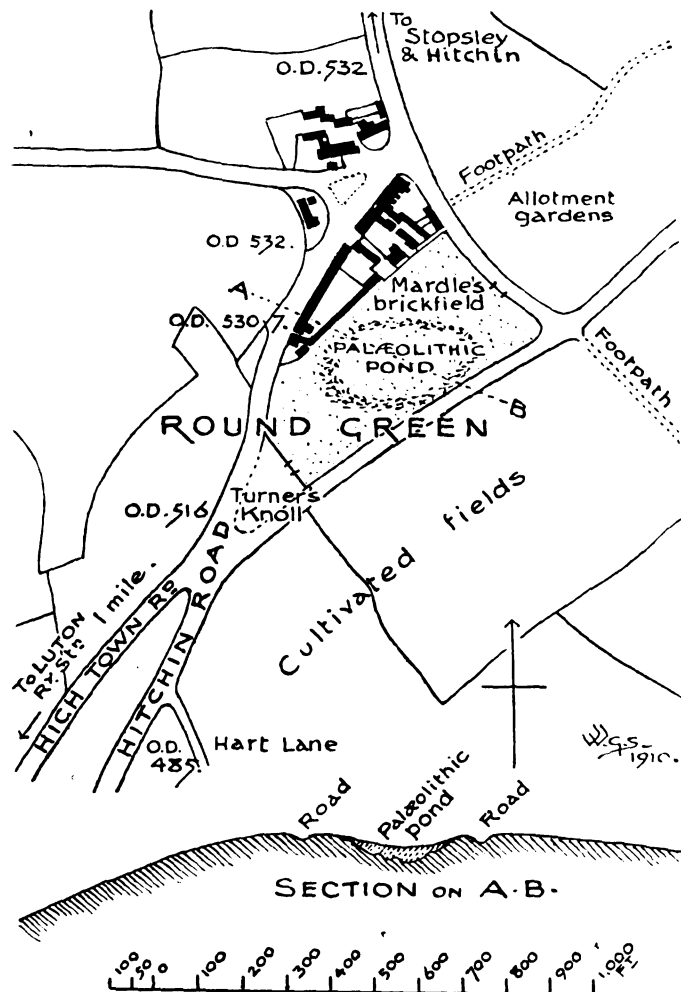 To
Stopsley
& Hitchin
O.D. 532
Footpath
Allotment
gardens
O.D 532.
Mardle's
brickfield
A
O.D. 530
PALÆOLITHIC
POND
Footpath
B
ROUND GREEN
O.D. 516
Turner's
Knoll
Cultivated fields
To LUTON
Ry. Stn 1 mile.
HIGH TOWN RD
HITCHIN ROAD
O.D.
485.
Hart Lane
W.G.S.
1910.
Road
Palæolithic
pond
Road
SECTION ON A.B.
100 50 0 100 200 300 400 500 600 700 800 900 1.000
FT